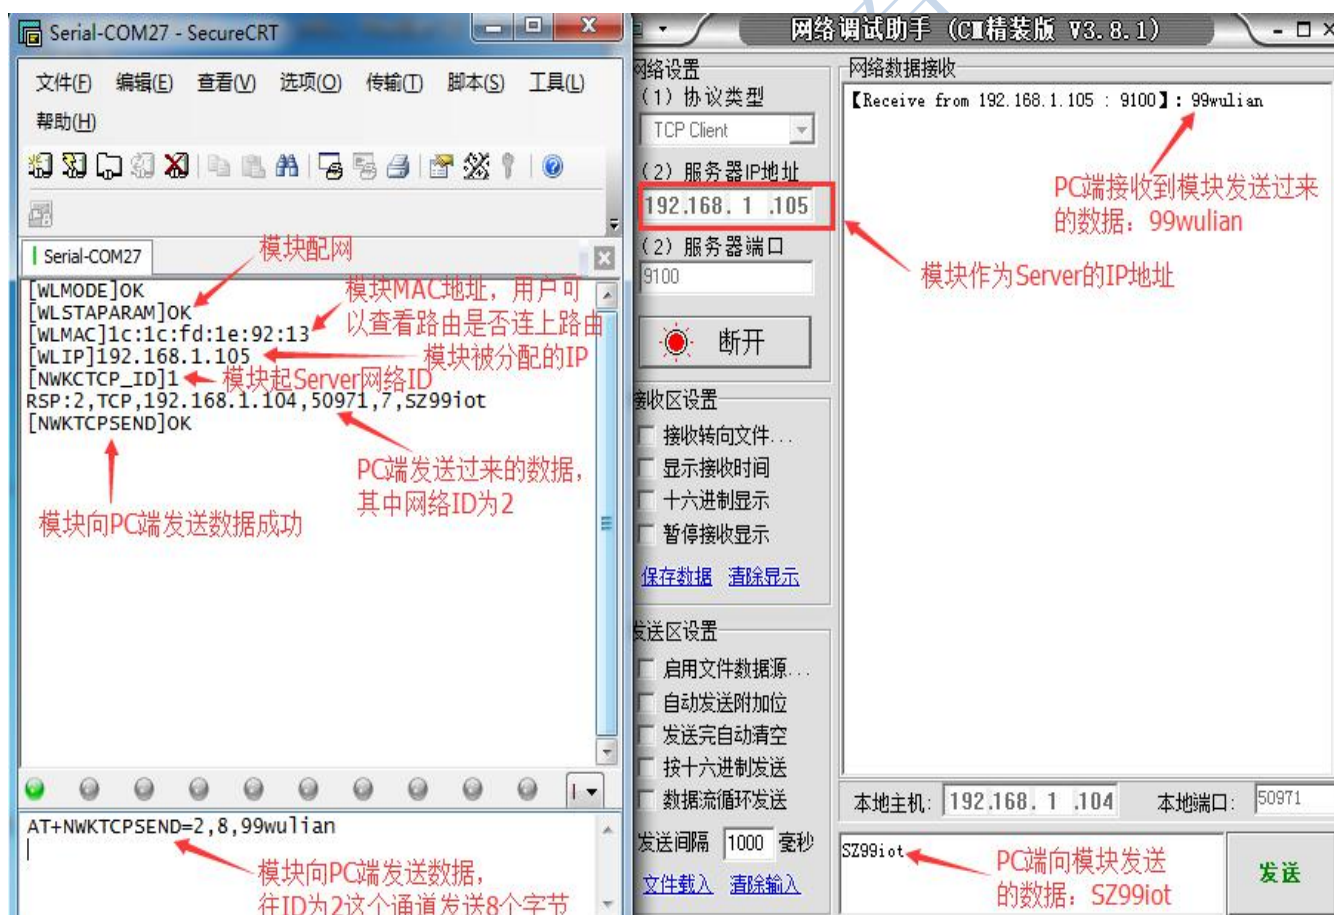 Serial-COM27 - SecureCRT
文件(F) 编辑(E) 查看(V) 选项(O) 传输(T) 脚本(S) 工具(L)
帮助(H)
Serial-COM27
模块配网
[WLMODE]OK
[WLSTAPARAM]OK
[WLMAC]1c:1c:fd:1e:92:13
[WLIP]192.168.1.105
[NWKCTCP_ID]1
RSP:2,TCP,192.168.1.104,50971,7,SZ99iot
[NWKTCPSEND]OK
模块MAC地址，用户可
以查看路由是否连上路由
模块被分配的IP
模块起Server网络ID
PC端发送过来的数据，
其中网络ID为2
模块向PC端发送数据成功
AT+NWKTCPSEND=2,8,99wulian
模块向PC端发送数据，
往ID为2这个通道发送8个字节
网络调试助手 (CⅢ精装版 V3.8.1)
网络设置
(1) 协议类型
TCP Client
(2) 服务器IP地址
192.168. 1 .105
(2) 服务器端口
9100
断开
接收区设置
接收转向文件...
显示接收时间
十六进制显示
暂停接收显示
保存数据 清除显示
发送区设置
启用文件数据源...
自动发送附加位
发送完自动清空
按十六进制发送
数据流循环发送
发送间隔 1000 毫秒
文件载入 清除输入
网络数据接收
【Receive from 192.168.1.105 : 9100】: 99wulian
PC端接收到模块发送过来
的数据：99wulian
模块作为Server的IP地址
本地主机: 192.168. 1 .104 本地端口: 50971
SZ99iot
PC端向模块发送
的数据：SZ99iot
发送